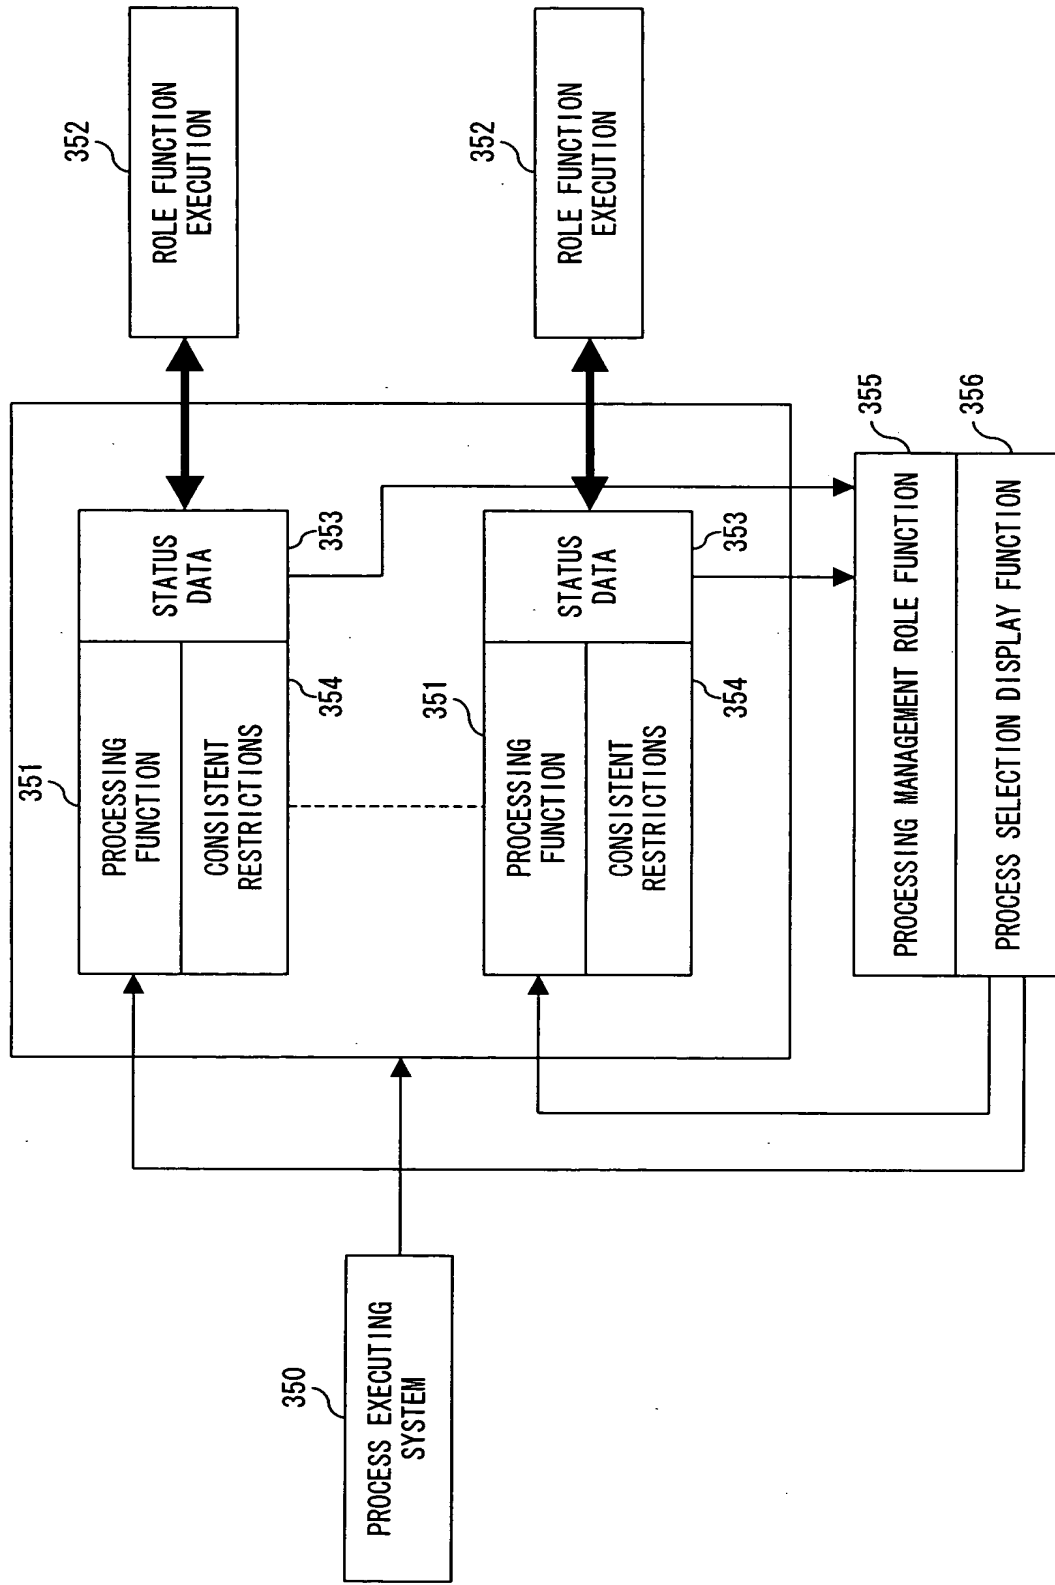 352
ROLE FUNCTION
EXECUTION
352
ROLE FUNCTION
EXECUTION
351
PROCESSING
FUNCTION
STATUS
DATA
353
CONSISTENT
RESTRICTIONS
354
351
PROCESSING
FUNCTION
STATUS
DATA
353
CONSISTENT
RESTRICTIONS
354
355
PROCESSING MANAGEMENT ROLE FUNCTION
356
PROCESS SELECTION DISPLAY FUNCTION
350
PROCESS EXECUTING
SYSTEM